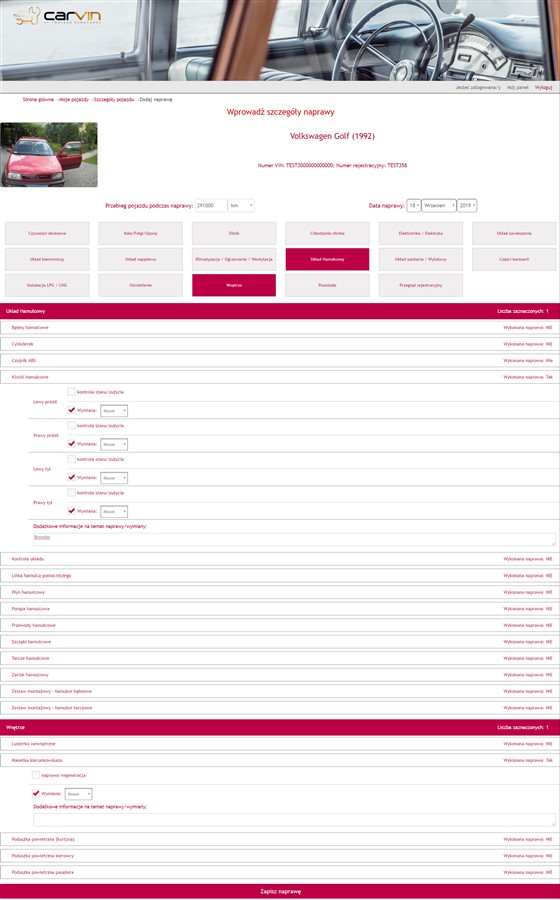 carvin
Jesteś zalogowana/y Mój panel Wyloguj
Strona główna Moje pojazdy Szczegóły pojazdu Dodaj naprawę
Wprowadź szczegóły naprawy
Volkswagen Golf (1992)
Numer VIN: TEST3000000000000; Numer rejestracyjny: TEST358
Przebieg pojazdu podczas naprawy: 291000 km Data naprawy: 18 Wrzesień 2019
Czynności okresowe Koła/Felgi/Opony Silnik Chłodzenie silnika Elektronika / Elektryka Układ zawieszenia
Układ kierowniczy Układ napędowy Klimatyzacja / Ogrzewanie / Wentylacja Układ Hamulcowy Układ zasilania / Wylotowy Części karoserii
Instalacja LPG / CNG Oświetlenie Wnętrze Pozostałe Przegląd rejestracyjny
Układ Hamulcowy Liczba zaznaczonych: 1
Bębny hamulcowe Wykonana naprawa: NIE
Cylinderek Wykonana naprawa: NIE
Czujnik ABS Wykonana naprawa: Nie
Klocki hamulcowe Wykonana naprawa: Tak
Lewy przód
kontrola stanu/zużycia
Wymiana: Nowe
Prawy przód
kontrola stanu/zużycia
Wymiana: Nowe
Lewy tył
kontrola stanu/zużycia
Wymiana: Nowe
Prawy tył
kontrola stanu/zużycia
Wymiana: Nowe
Dodatkowe informacje na temat naprawy/wymiany:
Brembo
Kontrola układu Wykonana naprawa: NIE
Linka hamulca pomocniczego Wykonana naprawa: NIE
Płyn hamulcowy Wykonana naprawa: NIE
Pompa hamulcowa Wykonana naprawa: NIE
Przewody hamulcowe Wykonana naprawa: NIE
Szczęki hamulcowe Wykonana naprawa: NIE
Tarcze hamulcowe Wykonana naprawa: NIE
Zacisk hamulcowy Wykonana naprawa: NIE
Zestaw montażowy - hamulce bębnowe Wykonana naprawa: NIE
Zestaw montażowy - hamulce tarczowe Wykonana naprawa: NIE
Wnętrze Liczba zaznaczonych: 1
Lusterko wewnętrzne Wykonana naprawa: NIE
Manetka kierunkowskazu Wykonana naprawa: Tak
naprawa/regeneracja
Wymiana: Nowe
Dodatkowe informacje na temat naprawy/wymiany:
Poduszka powietrzna (kurtyna) Wykonana naprawa: NIE
Poduszka powietrzna kierowcy Wykonana naprawa: NIE
Poduszka powietrzna pasażera Wykonana naprawa: NIE
Zapisz naprawę